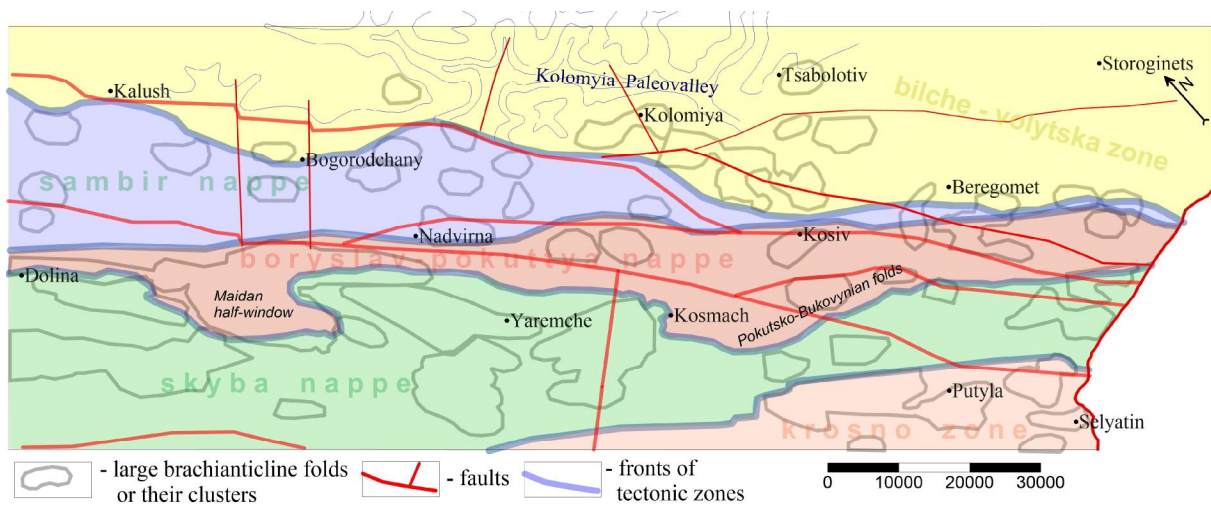 Kolomyia Paleovalley
Tsabolotiv
Storoginets
N
Kalush
Kolomiya
bilche - volytska zone
Bogorodchany
sambir nappe
Beregomet
Nadvirna
Kosiv
boryslav-pokuttya nappe
Dolina
Maidan
half-window
Pokutsko-Bukovynian folds
Kosmach
Yaremche
skyba nappe
Putyla
krosno zone
Selyatin
- large brachianticline folds
or their clusters
- faults
- fronts of
tectonic zones
0 10000 20000 30000